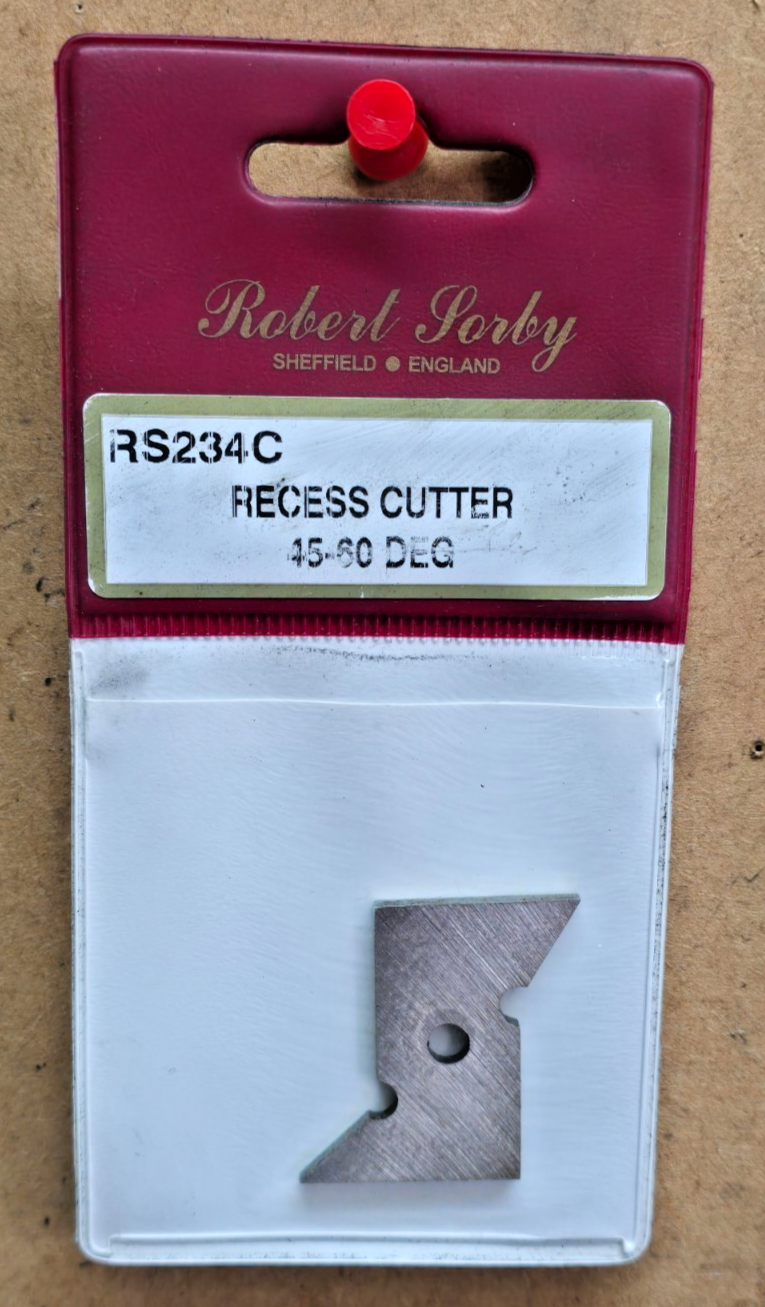 Robert Sorby
SHEFFIELD ● ENGLAND
RS234C
RECESS CUTTER
45-60 DEG